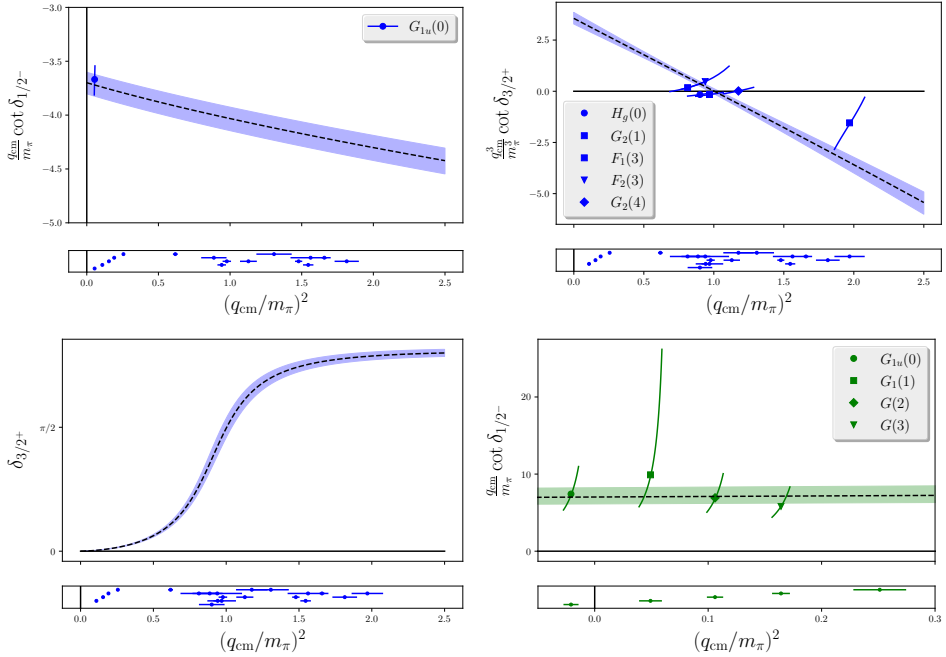 −3.0
−3.5
−4.0
−4.5
−5.0
q_cm/m_π cot δ_{1/2^−}
G_{1u}(0)
0.0 0.5 1.0 1.5 2.0 2.5
(q_cm/m_π)^2
2.5
0.0
−2.5
−5.0
q_cm^3/m_π^3 cot δ_{3/2^+}
H_g(0)
G_2(1)
F_1(3)
F_2(3)
G_2(4)
0.0 0.5 1.0 1.5 2.0 2.5
(q_cm/m_π)^2
π/2
0
δ_{3/2^+}
0.0 0.5 1.0 1.5 2.0 2.5
(q_cm/m_π)^2
20
10
0
q_cm/m_π cot δ_{1/2^−}
G_{1u}(0)
G_1(1)
G(2)
G(3)
0.0 0.1 0.2 0.3
(q_cm/m_π)^2